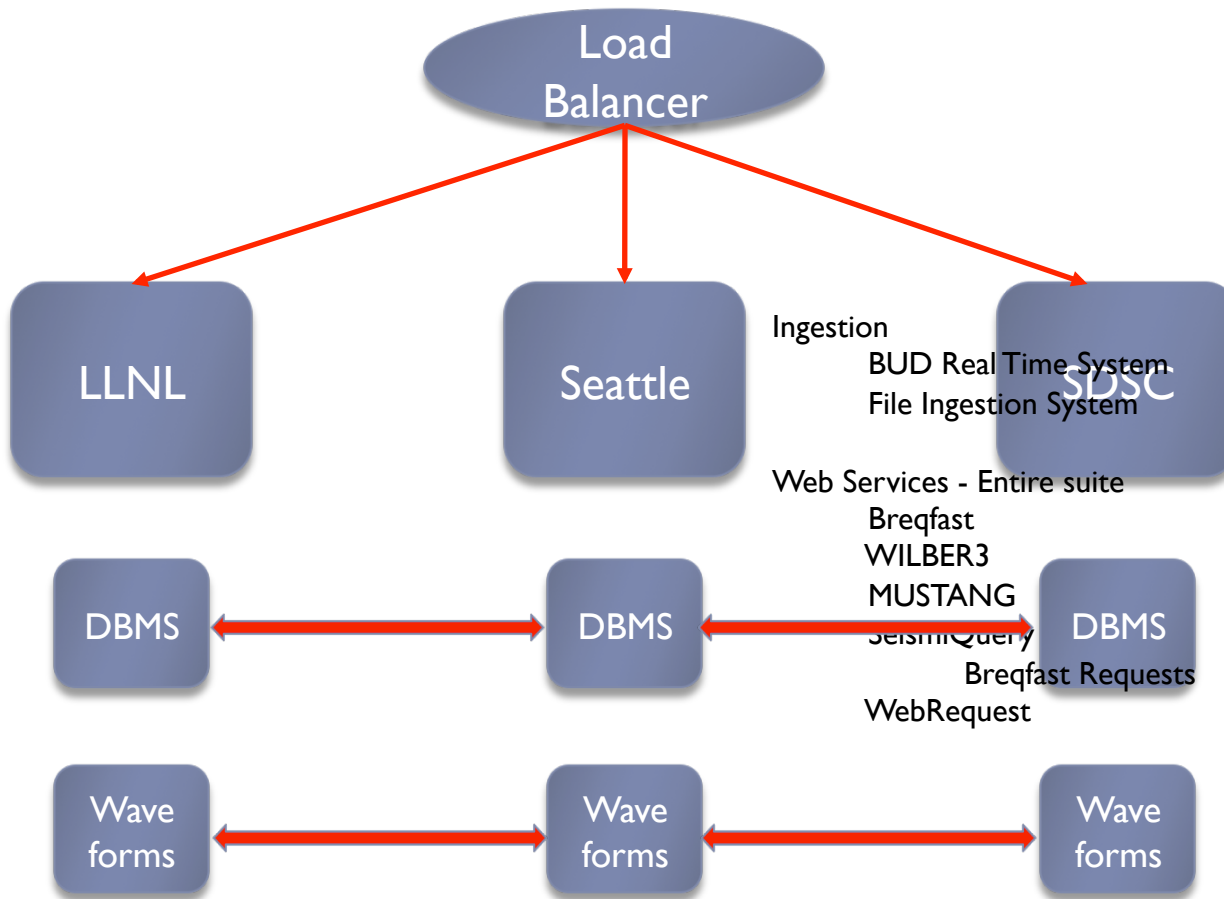 Load
Balancer
LLNL
Seattle
SDSC
Ingestion
BUD Real Time System
File Ingestion System
Web Services - Entire suite
Breqfast
WILBER3
MUSTANG
SeismiQuery
Breqfast Requests
WebRequest
DBMS
DBMS
DBMS
Wave
forms
Wave
forms
Wave
forms